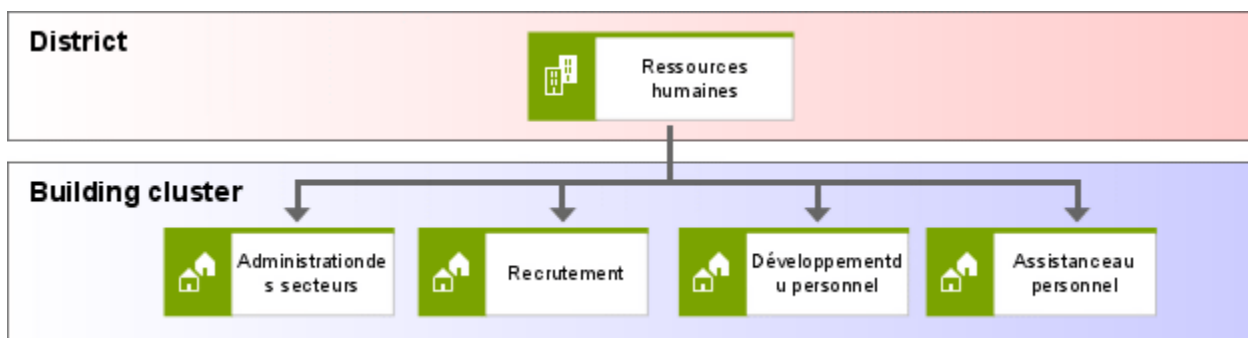 District
Ressources
humaines
Building cluster
Administrationde
s secteurs
Recrutement
Développementd
u personnel
Assistanceau
personnel